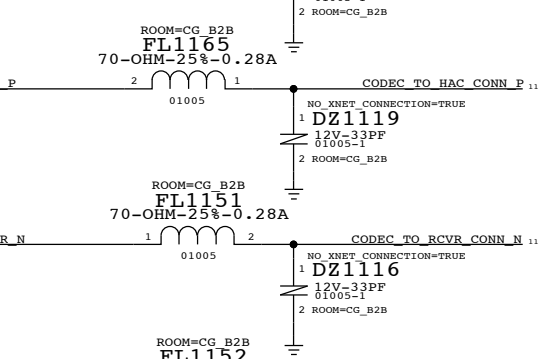 2 ROOM=CG_B2B
ROOM=CG_B2B
FL1165
70-OHM-25%-0.28A
_P
2
1
CODEC_TO_HAC_CONN_P 11
01005
NO_XNET_CONNECTION=TRUE
1
DZ1119
12V-33PF
01005-1
2 ROOM=CG_B2B
ROOM=CG_B2B
FL1151
70-OHM-25%-0.28A
R_N
1
2
CODEC_TO_RCVR_CONN_N 11
01005
NO_XNET_CONNECTION=TRUE
1
DZ1116
12V-33PF
01005-1
2 ROOM=CG_B2B
ROOM=CG_B2B
FL1152